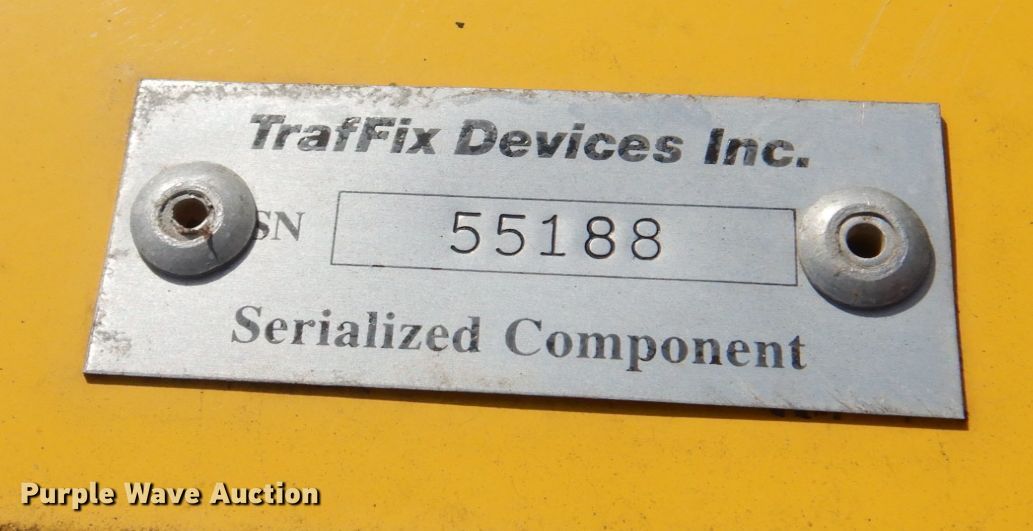 TrafFix Devices Inc.
SN 55188
Serialized Component
Purple Wave Auction